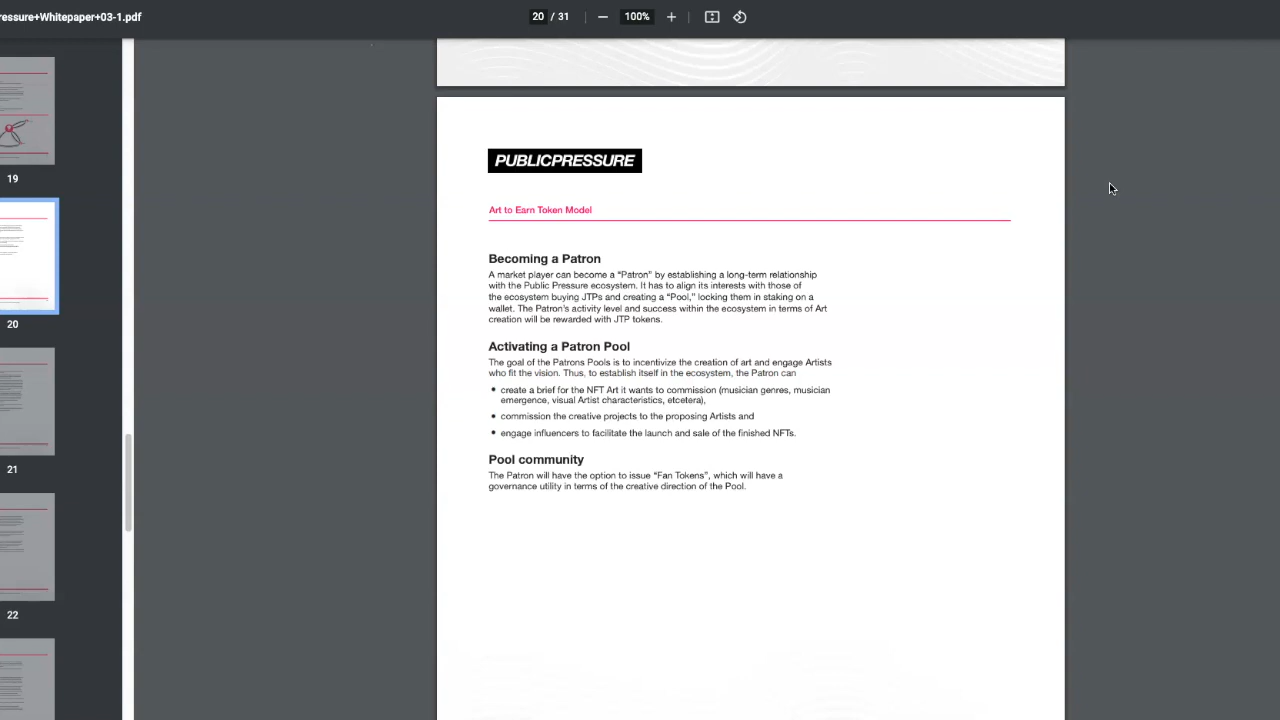 ressure+Whitepaper+03-1.pdf
20 / 31
100%
19
20
21
22
PUBLICPRESSURE
Art to Earn Token Model
Becoming a Patron
A market player can become a “Patron” by establishing a long-term relationship
with the Public Pressure ecosystem. It has to align its interests with those of
the ecosystem buying JTPs and creating a “Pool,” locking them in staking on a
wallet. The Patron's activity level and success within the ecosystem in terms of Art
creation will be rewarded with JTP tokens.
Activating a Patron Pool
The goal of the Patrons Pools is to incentivize the creation of art and engage Artists
who fit the vision. Thus, to establish itself in the ecosystem, the Patron can
• create a brief for the NFT Art it wants to commission (musician genres, musician
emergence, visual Artist characteristics, etcetera),
• commission the creative projects to the proposing Artists and
• engage influencers to facilitate the launch and sale of the finished NFTs.
Pool community
The Patron will have the option to issue “Fan Tokens”, which will have a
governance utility in terms of the creative direction of the Pool.